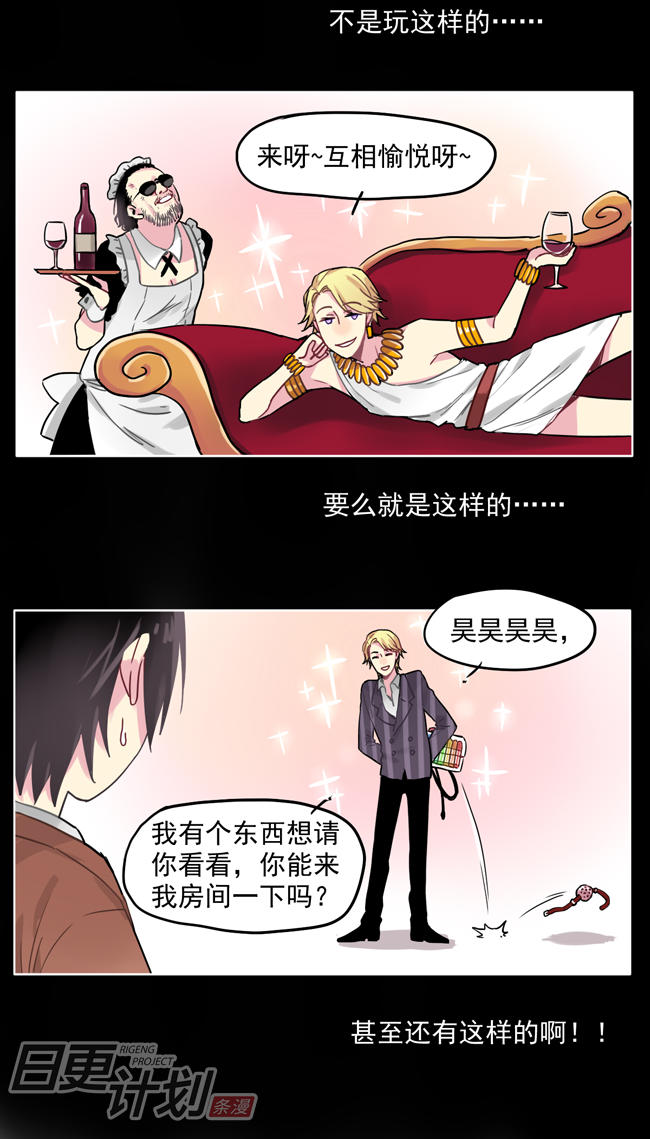 不是玩这样的……
来呀~互相愉悦呀~
要么就是这样的……
昊昊昊昊，
我有个东西想请
你看看，你能来
我房间一下吗？
甚至还有这样的啊！！
日更
RIGENG
PROJECT
计划
条漫